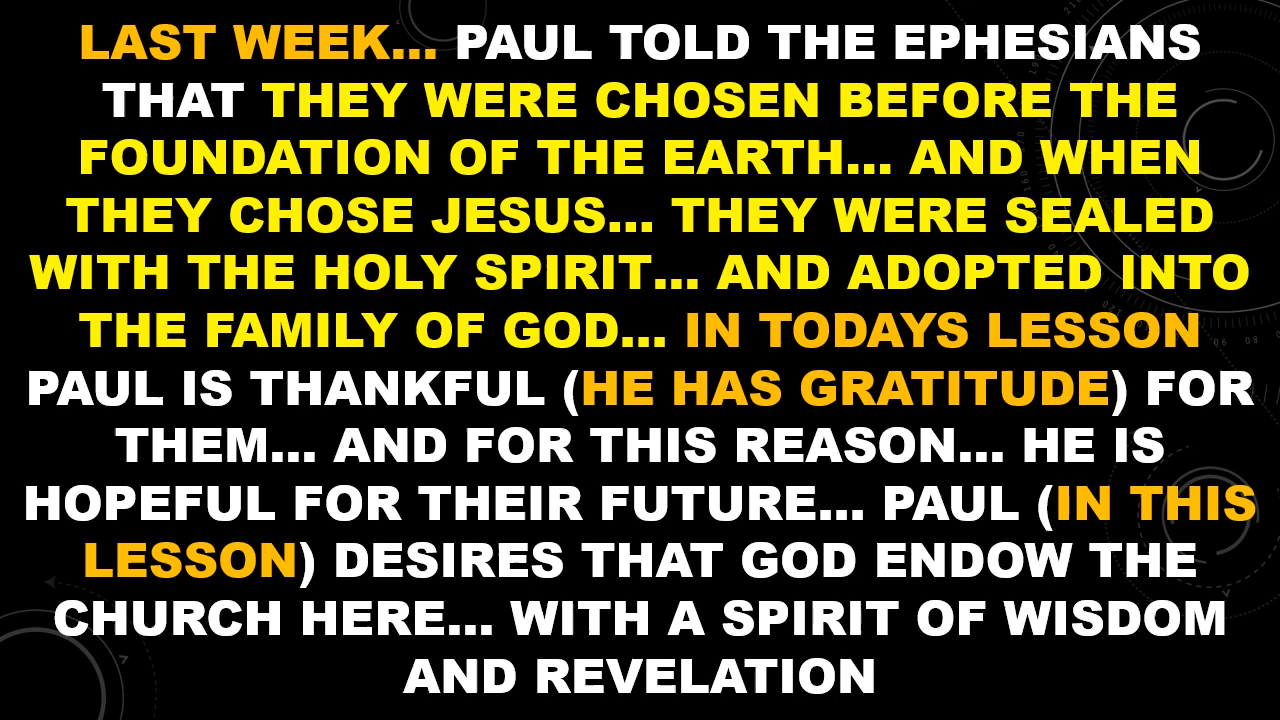 LAST WEEK... PAUL TOLD THE EPHESIANS
THAT THEY WERE CHOSEN BEFORE THE
FOUNDATION OF THE EARTH... AND WHEN
THEY CHOSE JESUS... THEY WERE SEALED
WITH THE HOLY SPIRIT... AND ADOPTED INTO
THE FAMILY OF GOD... IN TODAYS LESSON
PAUL IS THANKFUL (HE HAS GRATITUDE) FOR
THEM... AND FOR THIS REASON... HE IS
HOPEFUL FOR THEIR FUTURE... PAUL (IN THIS
LESSON) DESIRES THAT GOD ENDOW THE
CHURCH HERE... WITH A SPIRIT OF WISDOM
AND REVELATION